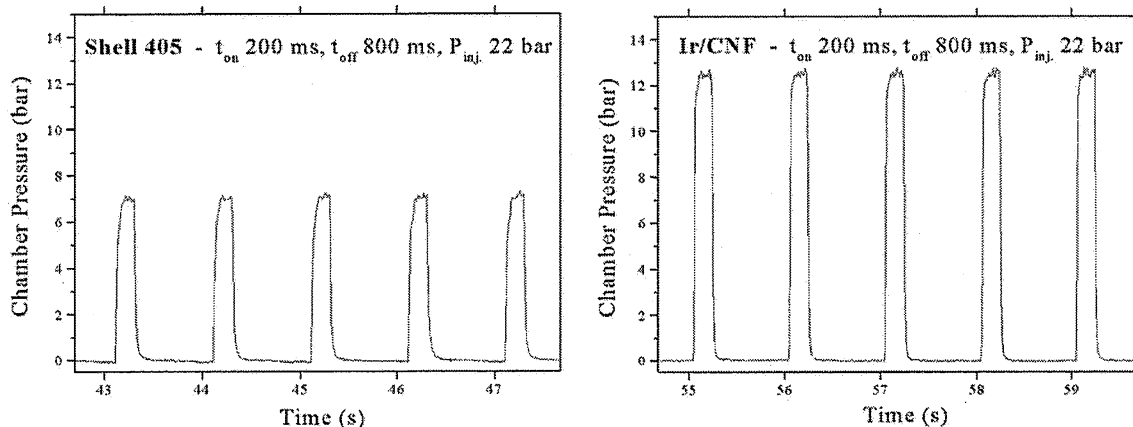 Shell 405 - t_on 200 ms, t_off 800 ms, P_inj. 22 bar
Chamber Pressure (bar)
14
12
10
8
6
4
2
0
43 44 45 46 47
Time (s)
Ir/CNF - t_on 200 ms, t_off 800 ms, P_inj. 22 bar
Chamber Pressure (bar)
14
12
10
8
6
4
2
0
55 56 57 58 59
Time (s)